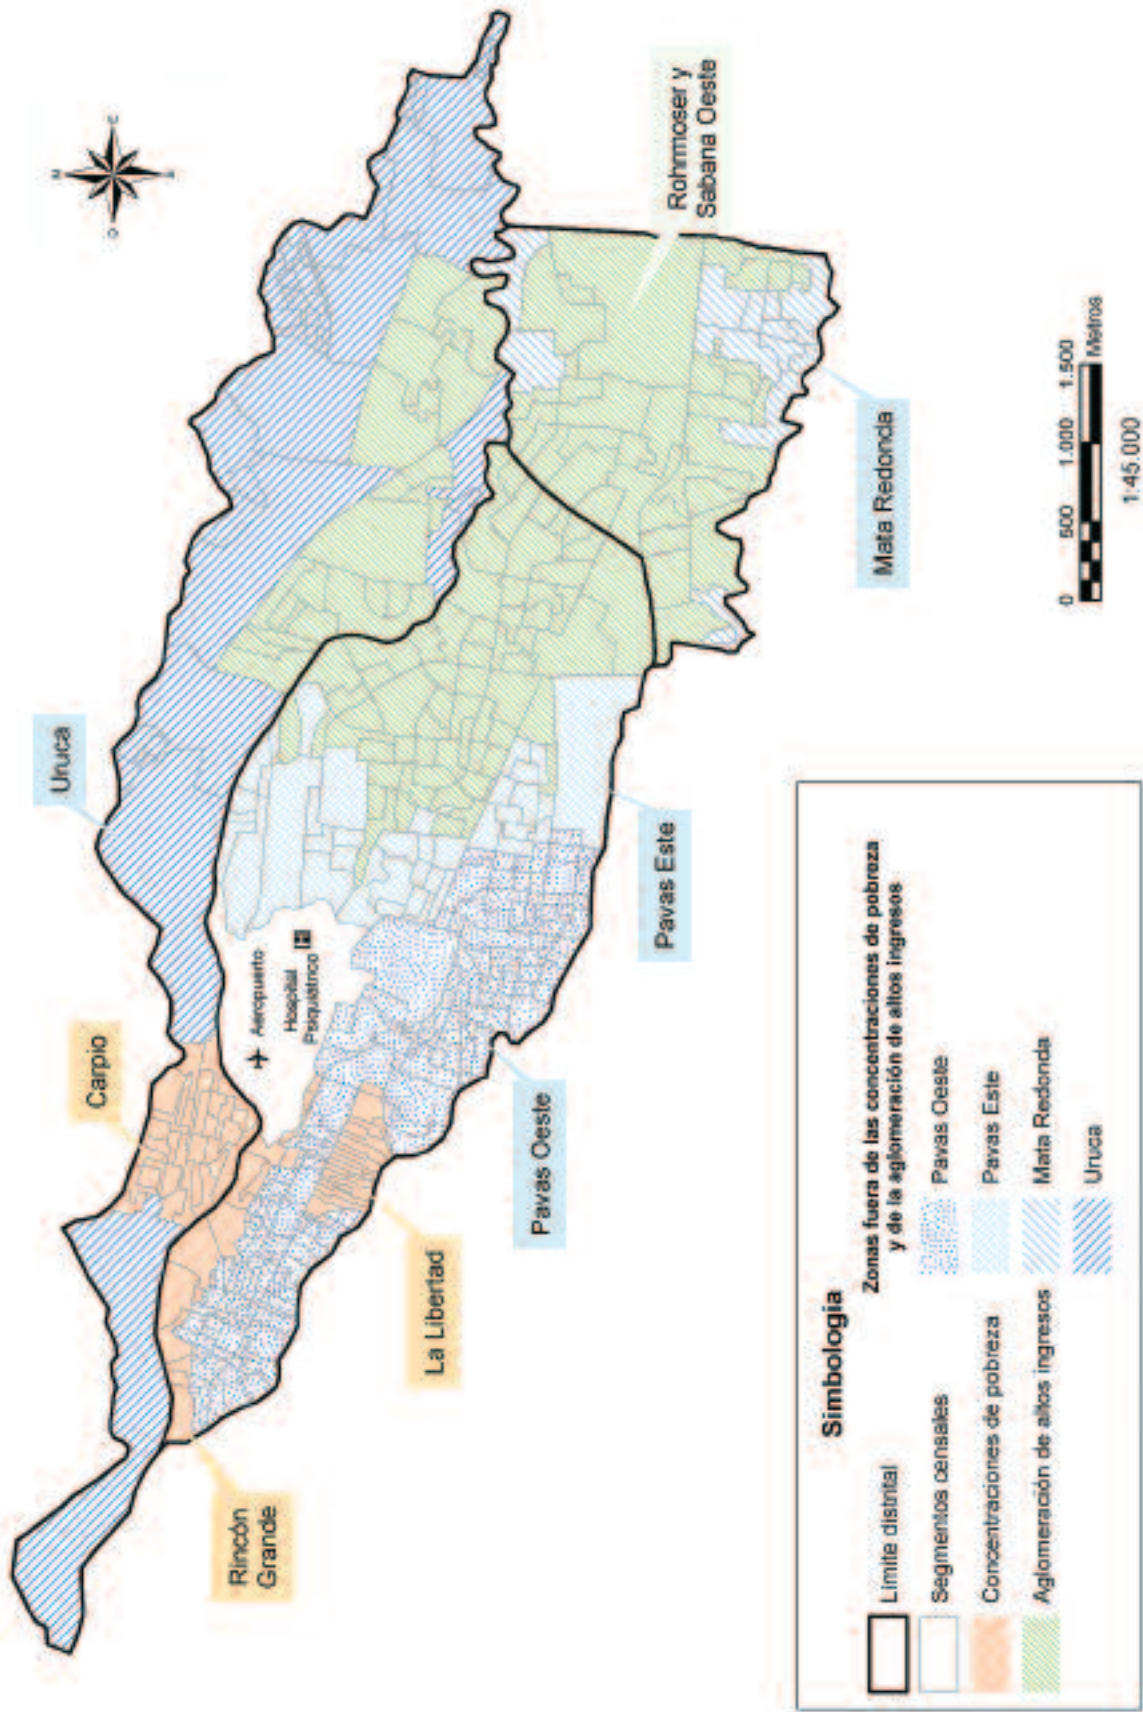 Uruca
Carpio
Aeropuerto
Hospital
Psiquiátrico
H
Rincón
Grande
La Libertad
Pavas Oeste
Pavas Este
Mata Redonda
Rohrmoser y
Sabana Oeste
N
O
E
S
0 500 1.000 1.500
Metros
1:45.000
Simbología
Límite distrital
Segmentos censales
Concentraciones de pobreza
Aglomeración de altos ingresos
Zonas fuera de las concentraciones de pobreza
y de la aglomeración de altos ingresos
Pavas Oeste
Pavas Este
Mata Redonda
Uruca